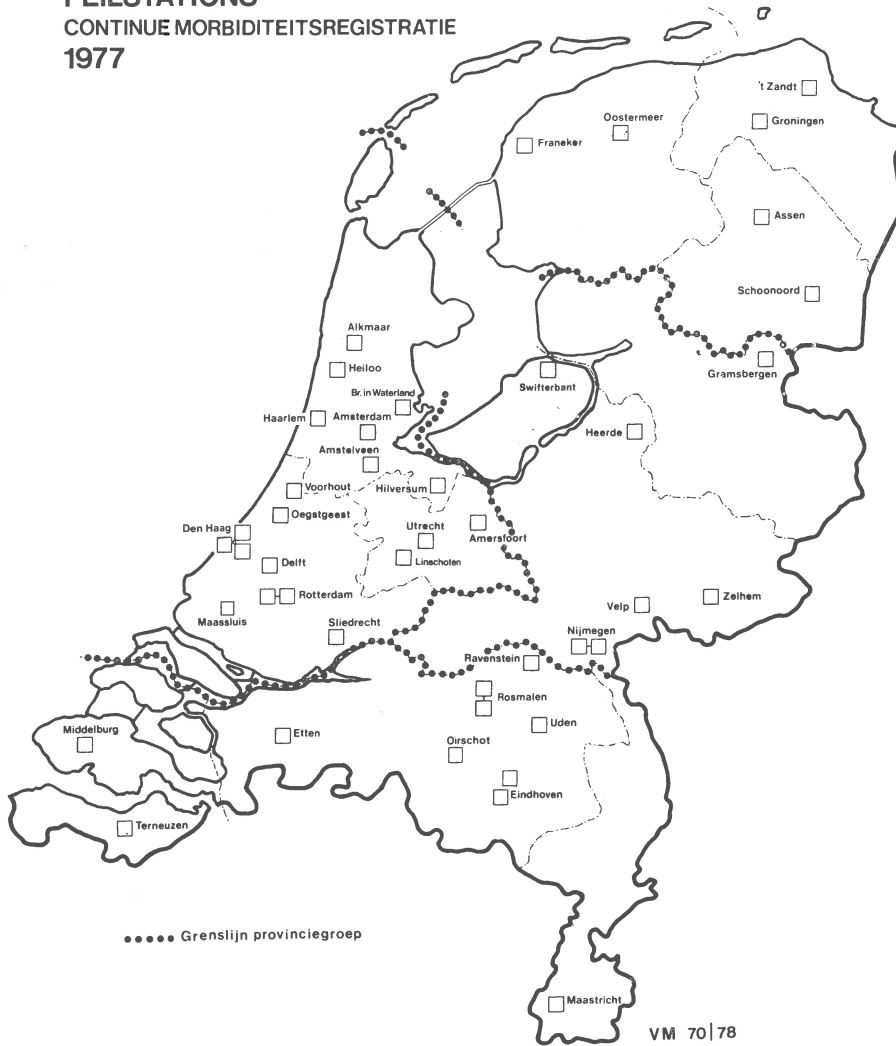 PEILSTATIONS
CONTINUE MORBIDITEITSREGISTRATIE
1977
't Zandt
Oostermeer
Groningen
Franeker
Assen
Schoonoord
Alkmaar
Gramsbergen
Heiloo
Swifterbant
Br. in Waterland
Haarlem
Amsterdam
Heerde
Amstelveen
Voorhout
Hilversum
Oegstgeest
Den Haag
Utrecht
Amersfoort
Delft
Linschoten
Rotterdam
Zelhem
Velp
Maassluis
Sliedrecht
Nijmegen
Ravenstein
Rosmalen
Uden
Middelburg
Etten
Oirschot
Eindhoven
Terneuzen
Grenslijn provinciegroep
Maastricht
VM 70|78